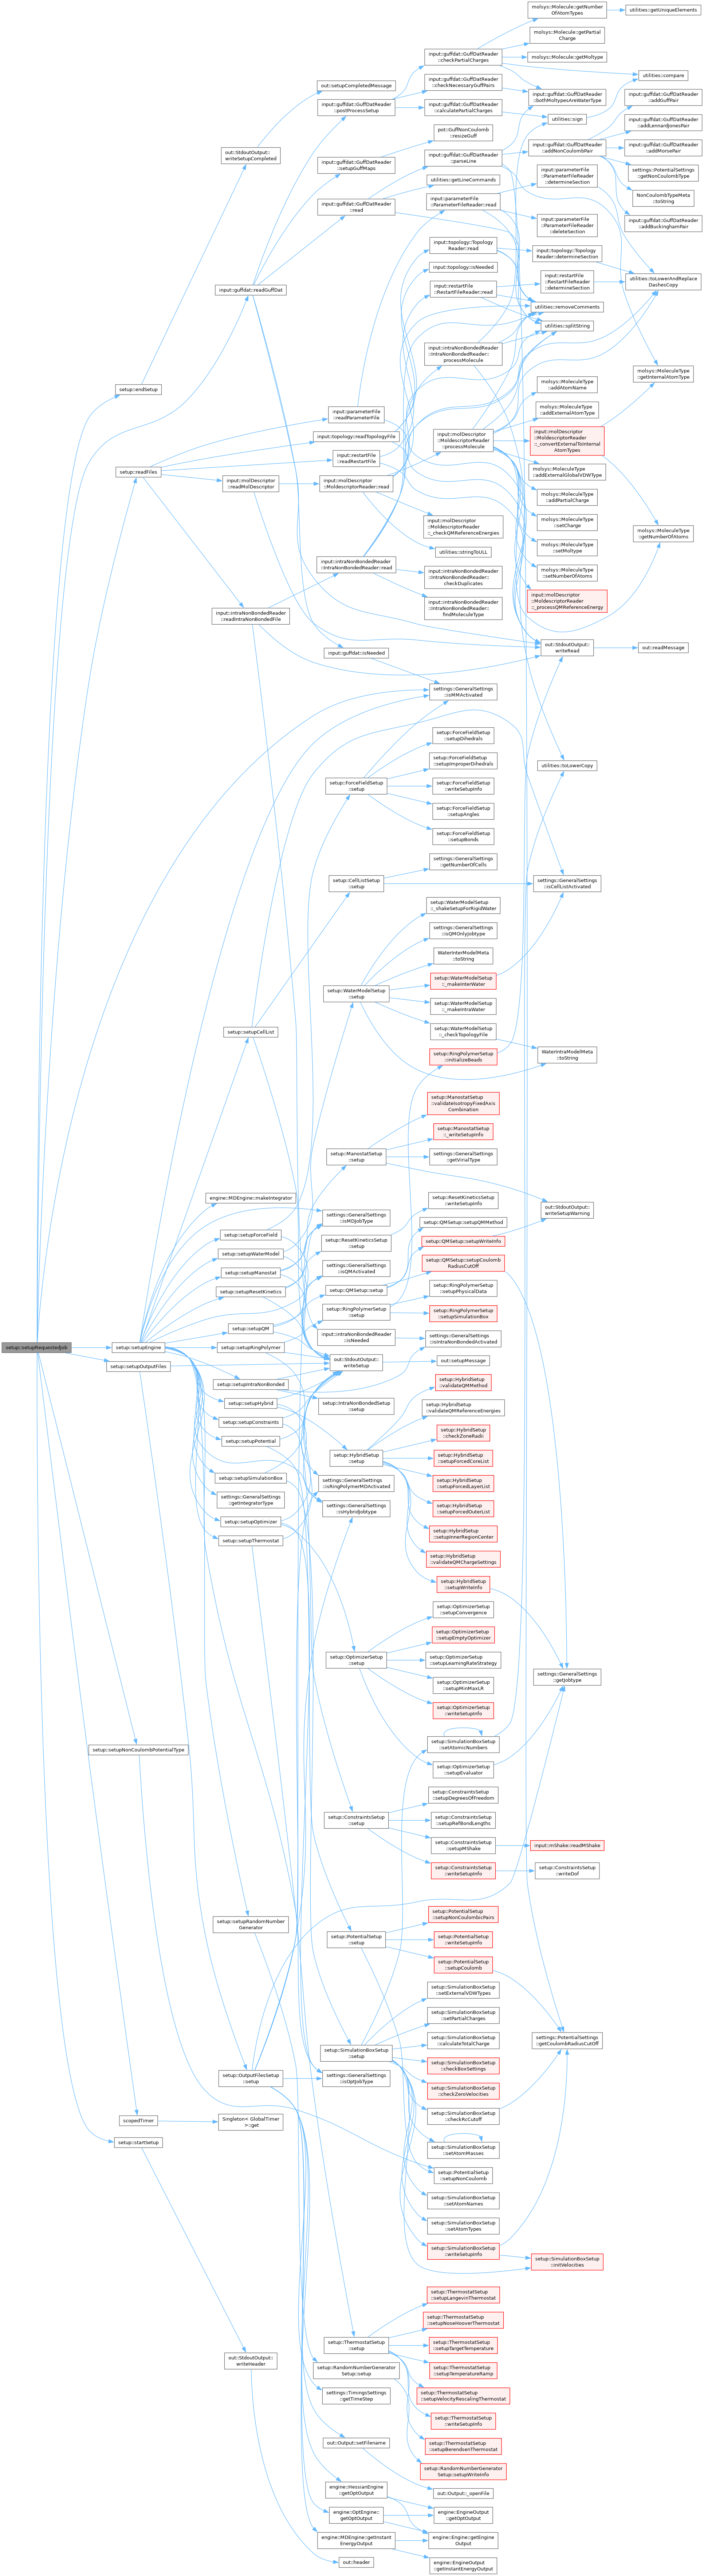 molsys::Molecule::getNumber
OfAtomTypes
utilities::getUniqueElements
molsys::Molecule::getPartial
Charge
input::guffdat::GuffDatReader
::checkPartialCharges
molsys::Molecule::getMoltype
utilities::compare
input::guffdat::GuffDatReader
::checkNecessaryGuffPairs
out::setupCompletedMessage
input::guffdat::GuffDatReader
::bothMoltypesAreWaterType
input::guffdat::GuffDatReader
::addGuffPair
input::guffdat::GuffDatReader
::postProcessSetup
input::guffdat::GuffDatReader
::calculatePartialCharges
utilities::sign
input::guffdat::GuffDatReader
::addLennardJonesPair
pot::GuffNonCoulomb
::resizeGuff
input::guffdat::GuffDatReader
::addNonCoulombPair
input::guffdat::GuffDatReader
::addMorsePair
out::StdoutOutput::
writeSetupCompleted
input::guffdat::GuffDatReader
::setupGuffMaps
input::guffdat::GuffDatReader
::parseLine
settings::PotentialSettings
::getNonCoulombType
utilities::getLineCommands
input::parameterFile
::ParameterFileReader
::determineSection
NonCoulombTypeMeta
::toString
input::guffdat::GuffDatReader
::read
input::parameterFile
::ParameterFileReader::read
input::parameterFile
::ParameterFileReader
::deleteSection
input::guffdat::GuffDatReader
::addBuckinghamPair
input::topology::Topology
Reader::read
input::topology::Topology
Reader::determineSection
input::guffdat::readGuffDat
input::topology::isNeeded
input::restartFile
::RestartFileReader
::determineSection
utilities::toLowerAndReplace
DashesCopy
input::restartFile
::RestartFileReader::read
utilities::removeComments
utilities::splitString
input::intraNonBondedReader
::IntraNonBondedReader::
processMolecule
molsys::MoleculeType
::getInternalAtomType
setup::endSetup
molsys::MoleculeType
::addAtomName
input::parameterFile
::readParameterFile
molsys::MoleculeType
::addExternalAtomType
input::topology::readTopologyFile
input::molDescriptor
::MoldescriptorReader
::processMolecule
input::molDescriptor
::MoldescriptorReader
::_convertExternalToInternal
AtomTypes
input::restartFile
::readRestartFile
setup::readFiles
input::molDescriptor
::readMolDescriptor
input::molDescriptor
::MoldescriptorReader::read
molsys::MoleculeType
::addExternalGlobalVDWType
molsys::MoleculeType
::addPartialCharge
input::molDescriptor
::MoldescriptorReader
::_checkQMReferenceEnergies
molsys::MoleculeType
::setCharge
molsys::MoleculeType
::getNumberOfAtoms
utilities::stringToULL
molsys::MoleculeType
::setMoltype
input::intraNonBondedReader
::IntraNonBondedReader::read
input::intraNonBondedReader
::IntraNonBondedReader::
checkDuplicates
molsys::MoleculeType
::setNumberOfAtoms
input::intraNonBondedReader
::readIntraNonBondedFile
input::intraNonBondedReader
::IntraNonBondedReader::
findMoleculeType
input::molDescriptor
::MoldescriptorReader
::_processQMReferenceEnergy
input::guffdat::isNeeded
out::StdoutOutput::
writeRead
out::readMessage
settings::GeneralSettings
::isMMActivated
setup::ForceFieldSetup
::setupDihedrals
setup::ForceFieldSetup
::setupImproperDihedrals
utilities::toLowerCopy
setup::ForceFieldSetup
::setup
setup::ForceFieldSetup
::writeSetupInfo
setup::ForceFieldSetup
::setupAngles
setup::ForceFieldSetup
::setupBonds
settings::GeneralSettings
::getNumberOfCells
setup::CellListSetup
::setup
settings::GeneralSettings
::isCellListActivated
setup::WaterModelSetup
::_shakeSetupForRigidWater
settings::GeneralSettings
::isQMOnlyJobtype
WaterInterModelMeta
::toString
setup::WaterModelSetup
::setup
setup::WaterModelSetup
::_makeInterWater
setup::WaterModelSetup
::_makeIntraWater
setup::setupCellList
setup::WaterModelSetup
::_checkTopologyFile
WaterIntraModelMeta
::toString
setup::RingPolymerSetup
::initializeBeads
setup::ManostatSetup
::validateIsotropyFixedAxis
Combination
setup::ManostatSetup
::_writeSetupInfo
setup::ManostatSetup
::setup
settings::GeneralSettings
::getVirialType
engine::MDEngine::makeIntegrator
setup::ResetKineticsSetup
::writeSetupInfo
out::StdoutOutput::
writeSetupWarning
settings::GeneralSettings
::isMDJobType
setup::QMSetup::setupQMMethod
setup::setupForceField
setup::ResetKineticsSetup
::setup
setup::QMSetup::setupWriteInfo
setup::setupWaterModel
settings::GeneralSettings
::isQMActivated
setup::QMSetup::setupCoulomb
RadiusCutOff
setup::setupManostat
setup::QMSetup::setup
setup::RingPolymerSetup
::setupPhysicalData
setup::setupResetKinetics
setup::RingPolymerSetup
::setup
setup::RingPolymerSetup
::setupSimulationBox
setup::setupQM
input::intraNonBondedReader
::isNeeded
settings::GeneralSettings
::isIntraNonBondedActivated
setup::setupRequestedJob
setup::setupEngine
setup::setupRingPolymer
out::StdoutOutput::
writeSetup
out::setupMessage
setup::setupOutputFiles
setup::setupIntraNonBonded
setup::HybridSetup
::validateQMMethod
setup::setupHybrid
setup::IntraNonBondedSetup
::setup
setup::HybridSetup
::validateQMReferenceEnergies
setup::setupConstraints
setup::HybridSetup
::checkZoneRadii
setup::setupPotential
setup::HybridSetup
::setup
setup::HybridSetup
::setupForcedCoreList
setup::setupSimulationBox
settings::GeneralSettings
::isRingPolymerMDActivated
setup::HybridSetup
::setupForcedLayerList
settings::GeneralSettings
::getIntegratorType
settings::GeneralSettings
::isHybridJobtype
setup::HybridSetup
::setupForcedOuterList
setup::setupOptimizer
setup::HybridSetup
::setupInnerRegionCenter
setup::setupThermostat
setup::HybridSetup
::validateQMChargeSettings
setup::HybridSetup
::setupWriteInfo
setup::OptimizerSetup
::setupConvergence
setup::OptimizerSetup
::setupEmptyOptimizer
setup::OptimizerSetup
::setup
setup::OptimizerSetup
::setupLearningRateStrategy
settings::GeneralSettings
::getJobtype
setup::OptimizerSetup
::setupMinMaxLR
setup::OptimizerSetup
::writeSetupInfo
setup::SimulationBoxSetup
::setAtomicNumbers
setup::setupNonCoulombPotentialType
setup::OptimizerSetup
::setupEvaluator
setup::ConstraintsSetup
::setupDegreesOfFreedom
setup::ConstraintsSetup
::setup
setup::ConstraintsSetup
::setupRefBondLengths
setup::ConstraintsSetup
::setupMShake
input::mShake::readMShake
setup::ConstraintsSetup
::writeSetupInfo
setup::ConstraintsSetup
::writeDof
setup::PotentialSetup
::setupNonCoulombicPairs
setup::setupRandomNumber
Generator
setup::PotentialSetup
::setup
setup::PotentialSetup
::writeSetupInfo
setup::PotentialSetup
::setupCoulomb
setup::SimulationBoxSetup
::setExternalVDWTypes
setup::SimulationBoxSetup
::setPartialCharges
setup::SimulationBoxSetup
::setup
setup::SimulationBoxSetup
::calculateTotalCharge
settings::PotentialSettings
::getCoulombRadiusCutOff
setup::OutputFilesSetup
::setup
settings::GeneralSettings
::isOptJobType
setup::SimulationBoxSetup
::checkBoxSettings
setup::SimulationBoxSetup
::checkZeroVelocities
scopedTimer
Singleton< GlobalTimer
>::get
setup::SimulationBoxSetup
::checkRcCutoff
setup::startSetup
setup::SimulationBoxSetup
::setAtomMasses
setup::PotentialSetup
::setupNonCoulomb
setup::SimulationBoxSetup
::setAtomNames
setup::SimulationBoxSetup
::setAtomTypes
setup::SimulationBoxSetup
::writeSetupInfo
setup::SimulationBoxSetup
::initVelocities
setup::ThermostatSetup
::setupLangevinThermostat
setup::ThermostatSetup
::setupNoseHooverThermostat
setup::ThermostatSetup
::setup
setup::ThermostatSetup
::setupTargetTemperature
out::StdoutOutput::
writeHeader
setup::RandomNumberGenerator
Setup::setup
setup::ThermostatSetup
::setupTemperatureRamp
settings::TimingsSettings
::getTimeStep
setup::ThermostatSetup
::setupVelocityRescalingThermostat
setup::ThermostatSetup
::writeSetupInfo
out::Output::setFilename
setup::ThermostatSetup
::setupBerendsenThermostat
setup::RandomNumberGenerator
Setup::setupWriteInfo
engine::HessianEngine
::getOptOutput
out::Output::_openFile
engine::OptEngine::
getOptOutput
engine::EngineOutput
::getOptOutput
engine::MDEngine::getInstant
EnergyOutput
engine::Engine::getEngine
Output
out::header
engine::EngineOutput
::getInstantEnergyOutput